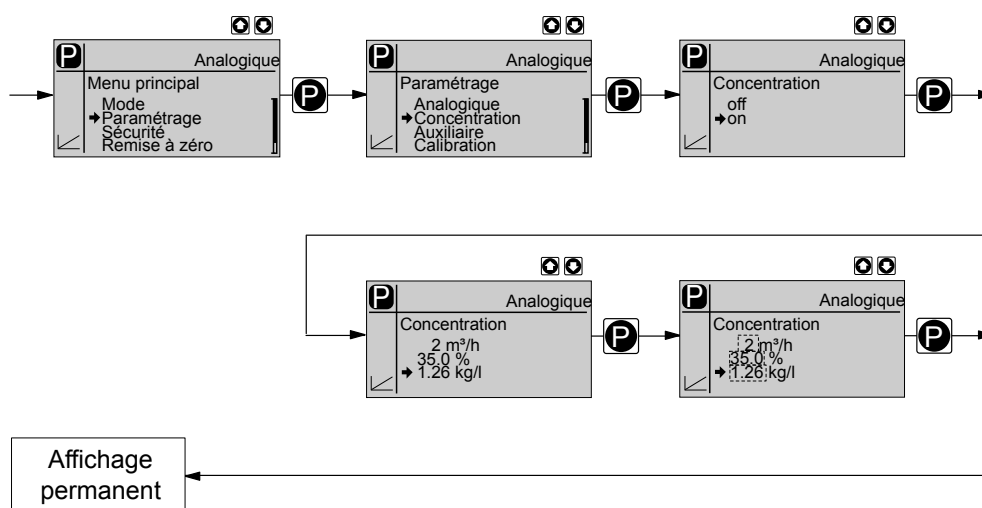 P
Analogique
Menu principal
Mode
Paramétrage
Sécurité
Remise à zéro
P
P
Analogique
Paramétrage
Analogique
Concentration
Auxiliaire
Calibration
P
P
Analogique
Concentration
off
on
P
P
Analogique
Concentration
2 m³/h
35.0 %
1.26 kg/l
P
P
Analogique
Concentration
2 m³/h
35.0 %
1.26 kg/l
P
Affichage
permanent